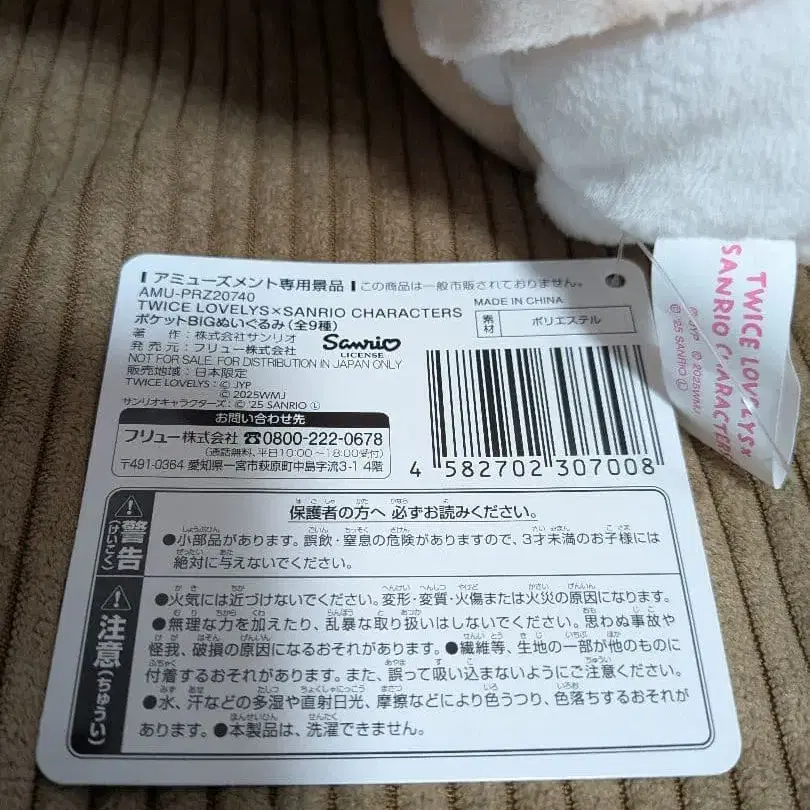 アミューズメント専用景品 この商品は一般市販されておりません。
AMU-PRZ20740
TWICE LOVELYS×SANRIO CHARACTERS
ポケットBIGぬいぐるみ(全9種)
著作:株式会社サンリオ
発売元:フリュー株式会社
NOT FOR SALE. FOR DISTRIBUTION IN JAPAN ONLY
販売地域:日本限定
TWICE LOVELYS:© JYP
© 2025WMJ
サンリオキャラクターズ:© '25 SANRIO Ⓛ
Sanrio
LICENSE
MADE IN CHINA
素材 ポリエステル
お問い合わせ先
フリュー株式会社 ☎0800-222-0678
(通話無料、平日10:00~18:00受付)
〒491-0364 愛知県一宮市萩原町中島字流3-1 4階
4 582702 307008
警告(けいこく)
保護者の方へ 必ずお読みください。
●小部品があります。誤飲・窒息の危険がありますので、3才未満のお子様には
絶対に与えないでください。
注意(ちゅうい)
●火気には近づけないでください。変形・変質・火傷または火災の原因になります。
●無理な力を加えたり、乱暴な取り扱いはしないでください。思わぬ事故や
怪我、破損の原因になるおそれがあります。●繊維等、生地の一部が他のものに
付着するおそれがあります。また、誤って吸い込まないようにご注意ください。
●水、汗などの多湿や直射日光、摩擦などにより色うつり、色落ちするおそれが
あります。●本製品は、洗濯できません。
TWICE LOVELYS×
SANRIO CHARACTERS
© JYP © 2025WMJ
© '25 SANRIO Ⓛ